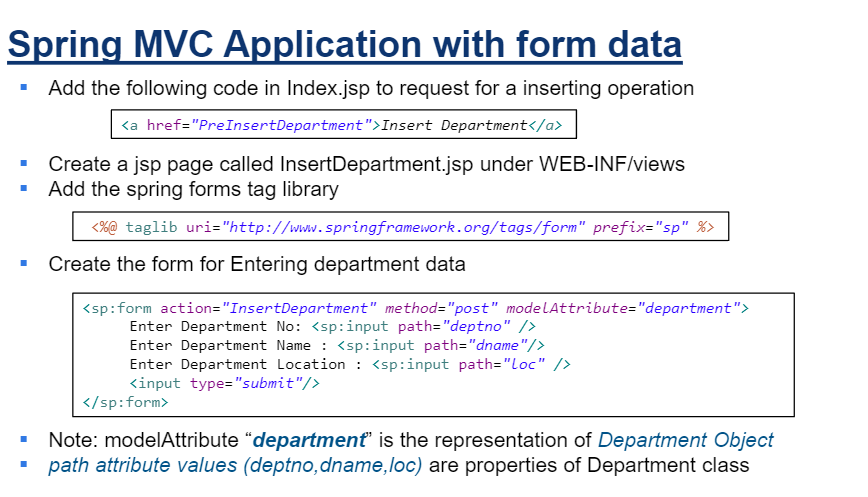 Spring MVC Application with form data
▪ Add the following code in Index.jsp to request for a inserting operation
<a href="PreInsertDepartment">Insert Department</a>
▪ Create a jsp page called InsertDepartment.jsp under WEB-INF/views
▪ Add the spring forms tag library
<%@ taglib uri="http://www.springframework.org/tags/form" prefix="sp" %>
▪ Create the form for Entering department data
<sp:form action="InsertDepartment" method="post" modelAttribute="department">
Enter Department No: <sp:input path="deptno" />
Enter Department Name : <sp:input path="dname"/>
Enter Department Location : <sp:input path="loc" />
<input type="submit"/>
</sp:form>
▪ Note: modelAttribute “department” is the representation of Department Object
▪ path attribute values (deptno,dname,loc) are properties of Department class